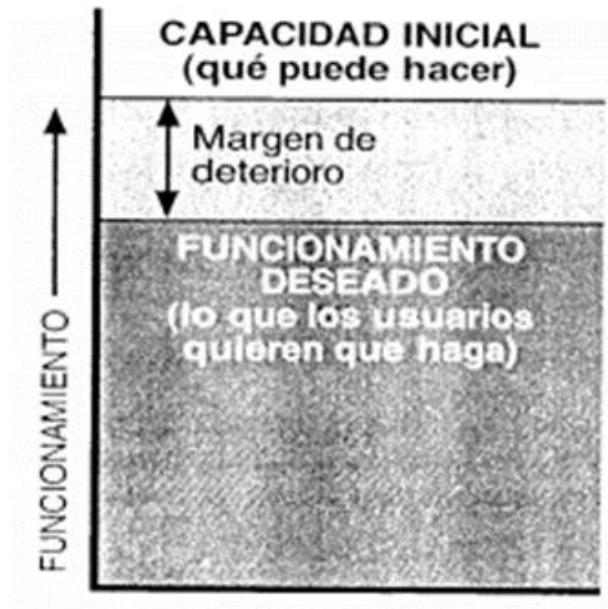 CAPACIDAD INICIAL
(qué puede hacer)
Margen de
deterioro
FUNCIONAMIENTO
DESEADO
(lo que los usuarios
quieren que haga)
FUNCIONAMIENTO